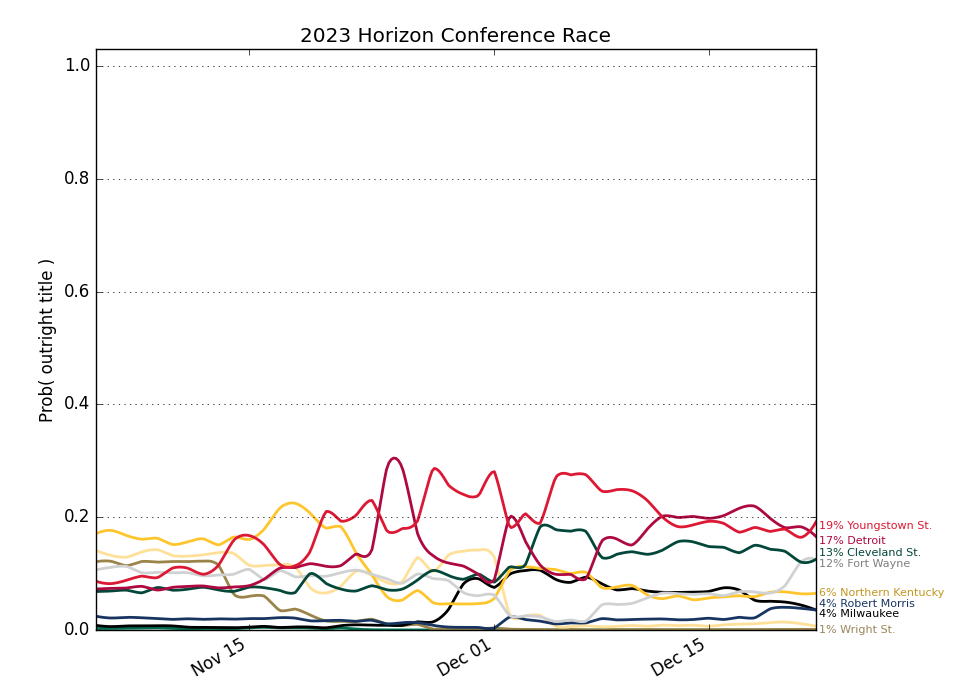 2023 Horizon Conference Race
Prob( outright title )
1.0
0.8
0.6
0.4
0.2
0.0
Nov 15
Dec 01
Dec 15
19% Youngstown St.
17% Detroit
13% Cleveland St.
12% Fort Wayne
6% Northern Kentucky
4% Robert Morris
4% Milwaukee
1% Wright St.